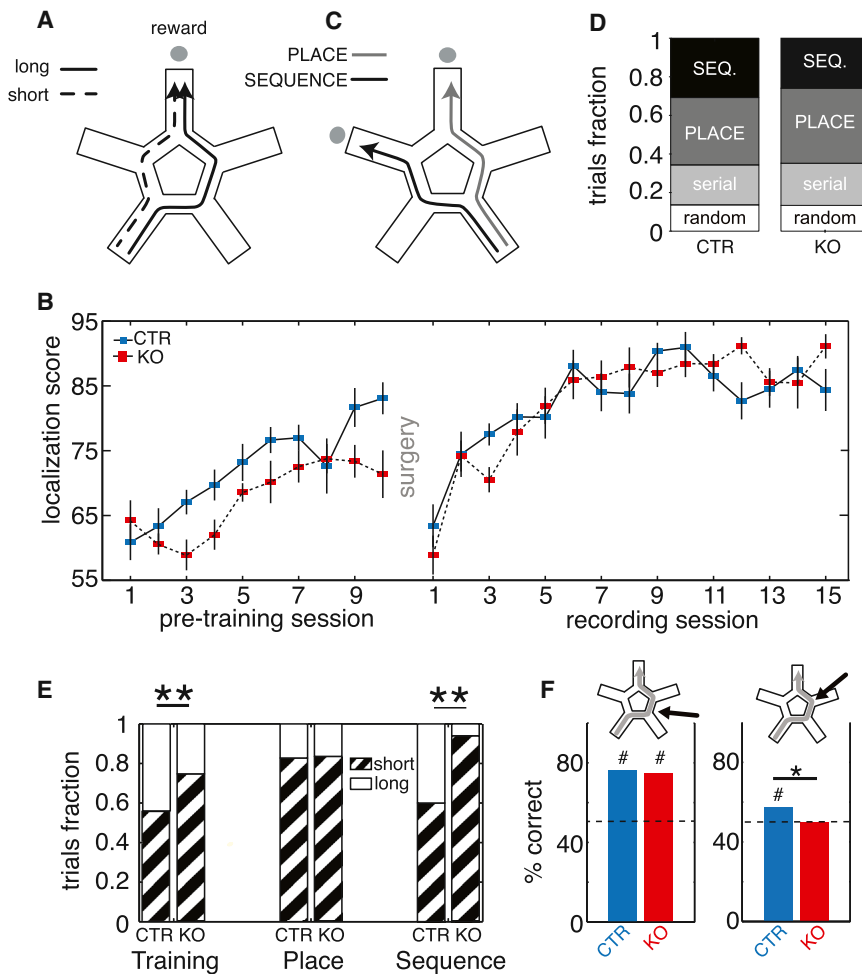 A
reward
long
short
C
PLACE
SEQUENCE
D
trials fraction
1
0.8
0.6
0.4
0.2
0
SEQ.
PLACE
serial
random
SEQ.
PLACE
serial
random
CTR
KO
B
localization score
95
85
75
65
55
CTR
KO
surgery
1 3 5 7 9
1 3 5 7 9 11 13 15
pre-training session
recording session
E
trials fraction
1
0.8
0.6
0.4
0.2
0
**
**
short
long
CTR KO
CTR KO
CTR KO
Training
Place
Sequence
F
% correct
80
40
0
# #
CTR
KO
80
40
0
*
#
CTR
KO